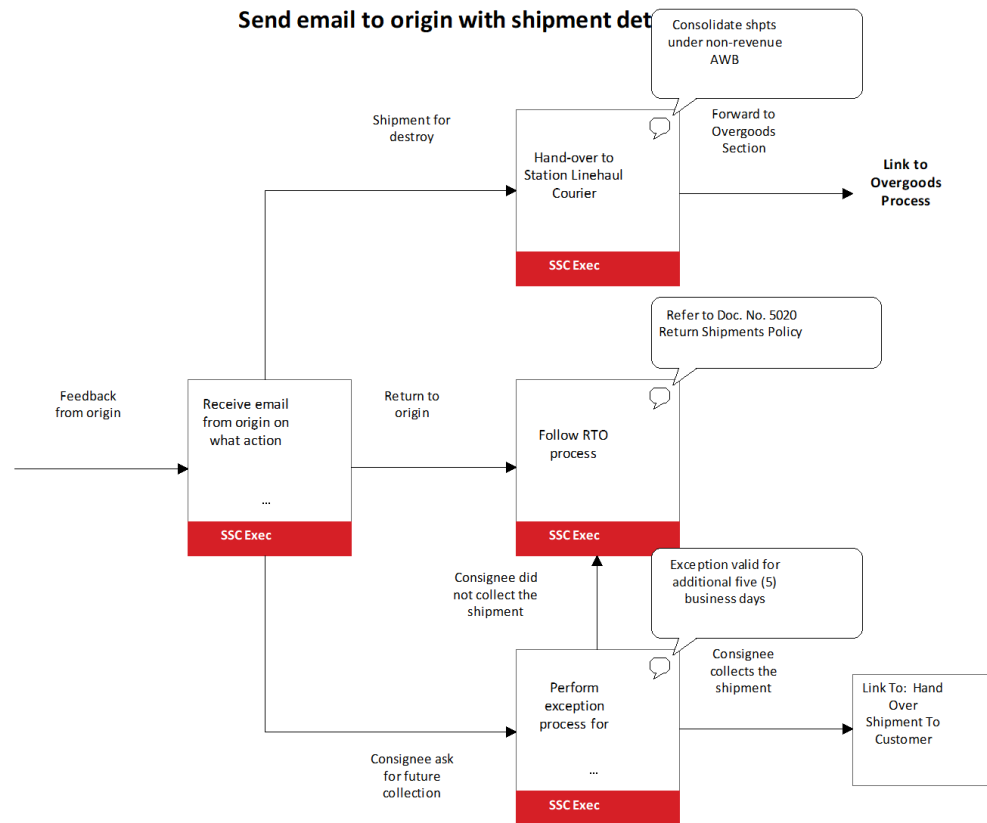 Send email to origin with shipment det
Consolidate shpts
under non-revenue
AWB
Shipment for
destroy
Forward to
Overgoods
Section
Hand-over to
Station Linehaul
Courier
Link to
Overgoods
Process
SSC Exec
Refer to Doc. No. 5020
Return Shipments Policy
Feedback
from origin
Receive email
from origin on
what action
...
SSC Exec
Return to
origin
Follow RTO
process
SSC Exec
Exception valid for
additional five (5)
business days
Consignee did
not collect the
shipment
Consignee
collects the
shipment
Perform
exception
process for
...
SSC Exec
Link To: Hand
Over
Shipment To
Customer
Consignee ask
for future
collection